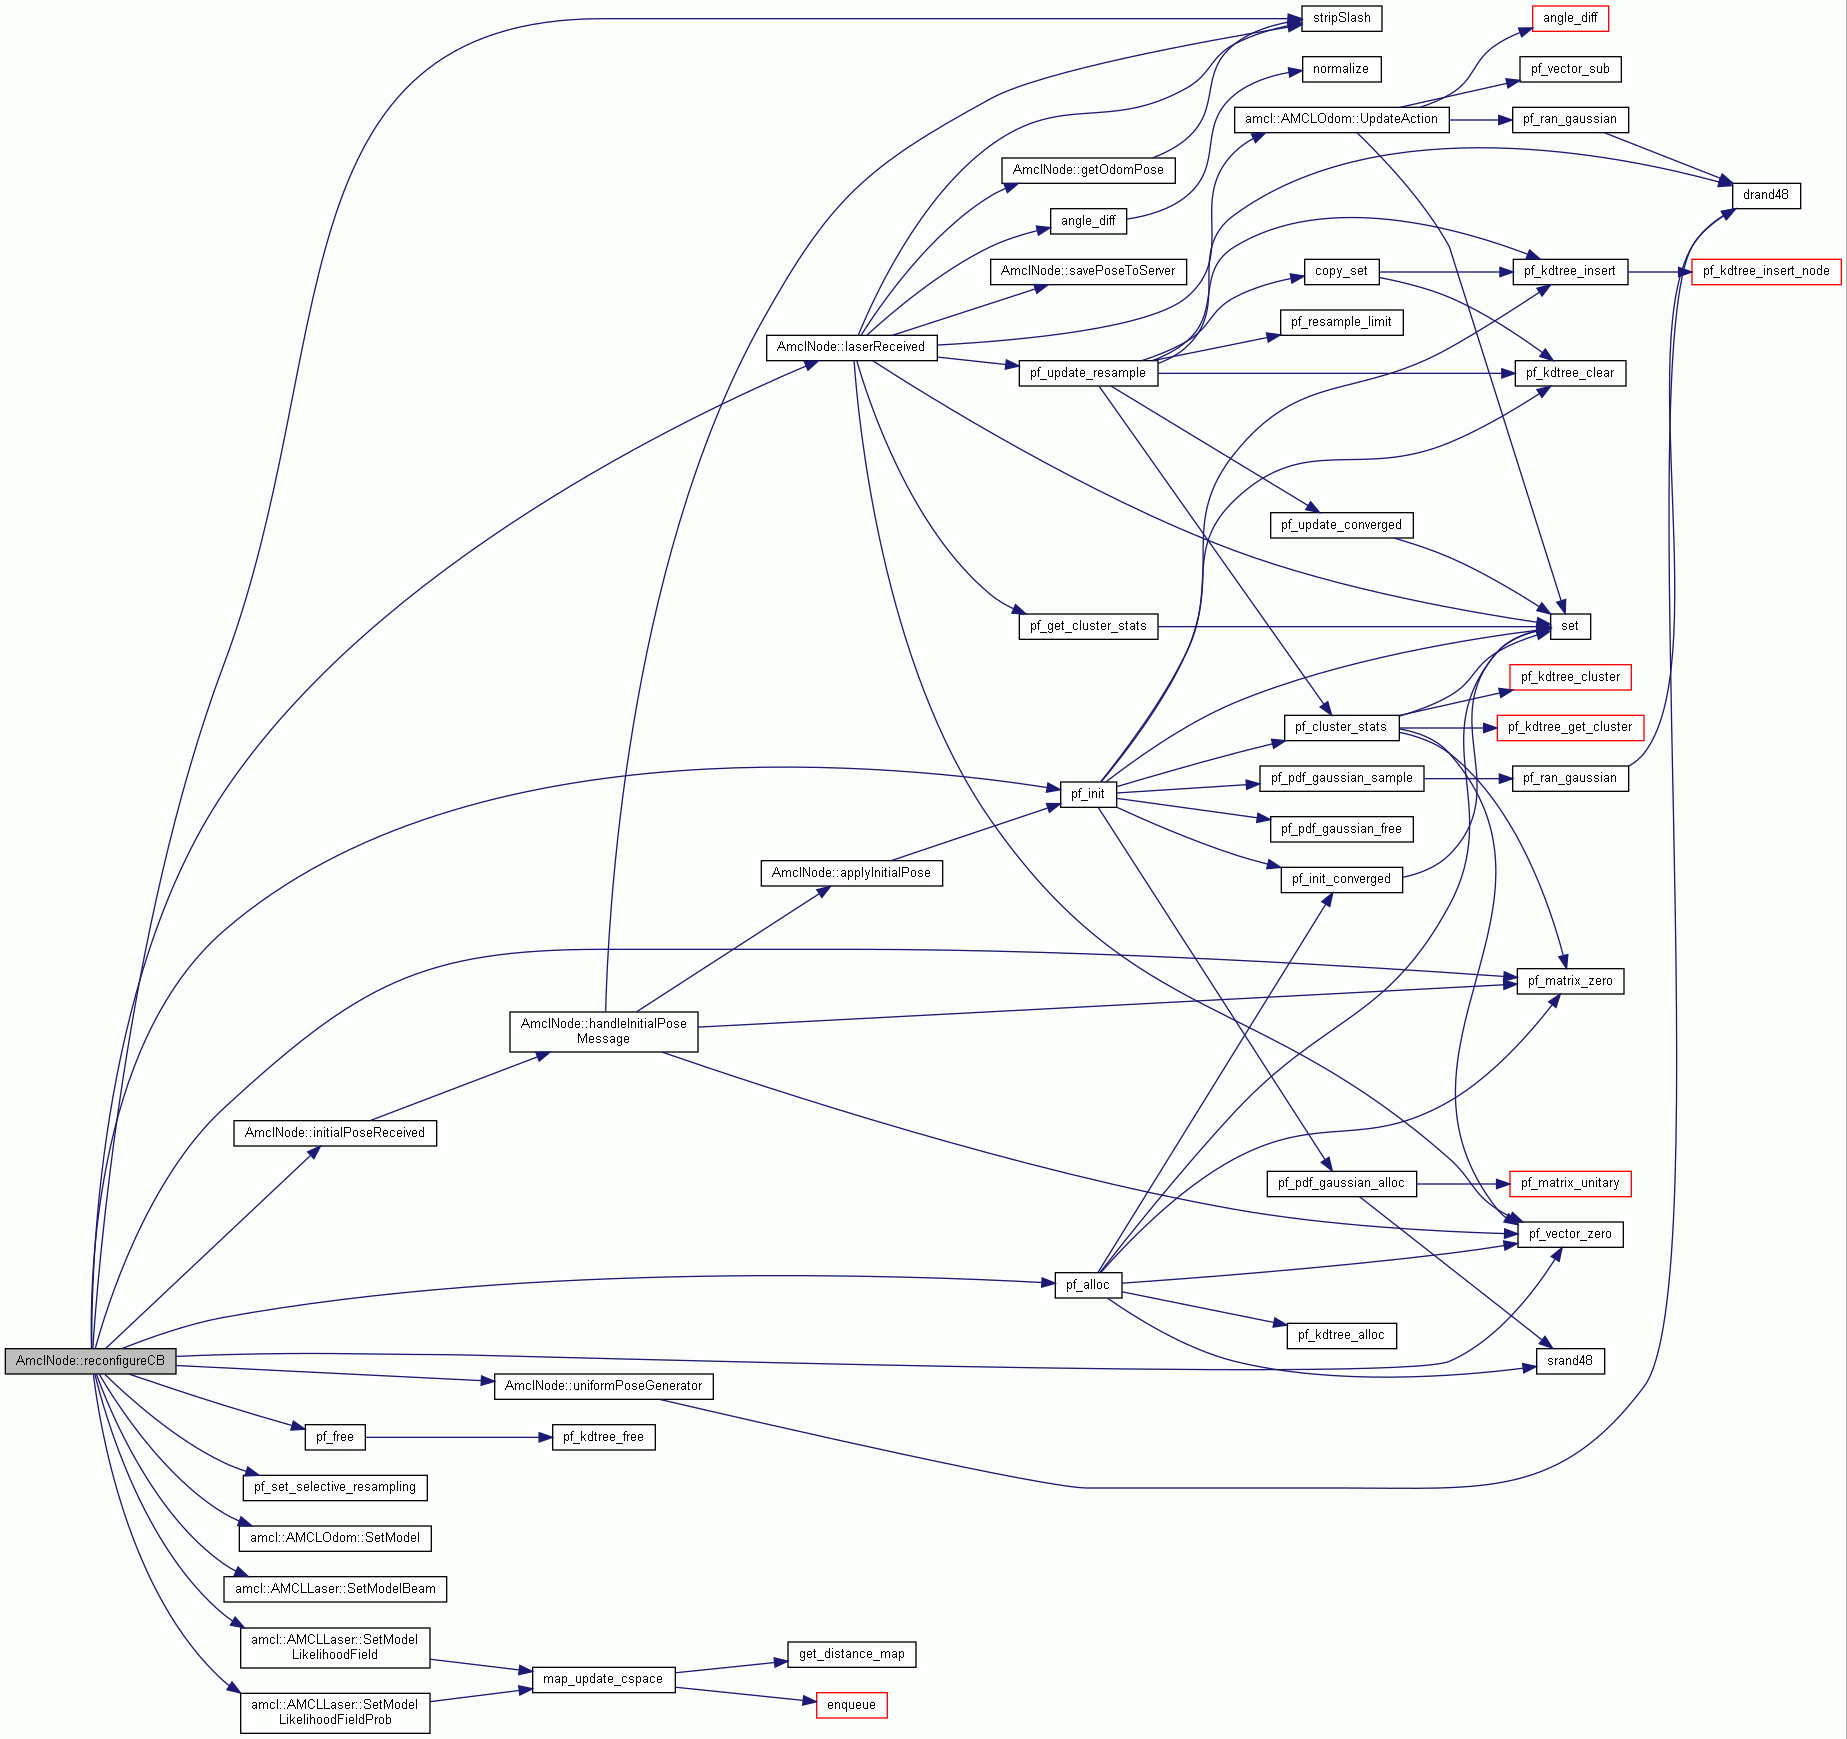 stripSlash
angle_diff
normalize
pf_vector_sub
amcl::AMCLOdom::UpdateAction
pf_ran_gaussian
AmclNode::getOdomPose
drand48
angle_diff
AmclNode::savePoseToServer
copy_set
pf_kdtree_insert
pf_kdtree_insert_node
pf_resample_limit
AmclNode::laserReceived
pf_update_resample
pf_kdtree_clear
pf_update_converged
pf_get_cluster_stats
set
pf_kdtree_cluster
pf_cluster_stats
pf_kdtree_get_cluster
pf_init
pf_pdf_gaussian_sample
pf_ran_gaussian
pf_pdf_gaussian_free
AmclNode::applyInitialPose
pf_init_converged
pf_matrix_zero
AmclNode::handleInitialPose
Message
AmclNode::initialPoseReceived
pf_pdf_gaussian_alloc
pf_matrix_unitary
pf_vector_zero
pf_alloc
pf_kdtree_alloc
AmclNode::reconfigureCB
srand48
AmclNode::uniformPoseGenerator
pf_free
pf_kdtree_free
pf_set_selective_resampling
amcl::AMCLOdom::SetModel
amcl::AMCLLaser::SetModelBeam
amcl::AMCLLaser::SetModel
LikelihoodField
get_distance_map
map_update_cspace
amcl::AMCLLaser::SetModel
LikelihoodFieldProb
enqueue